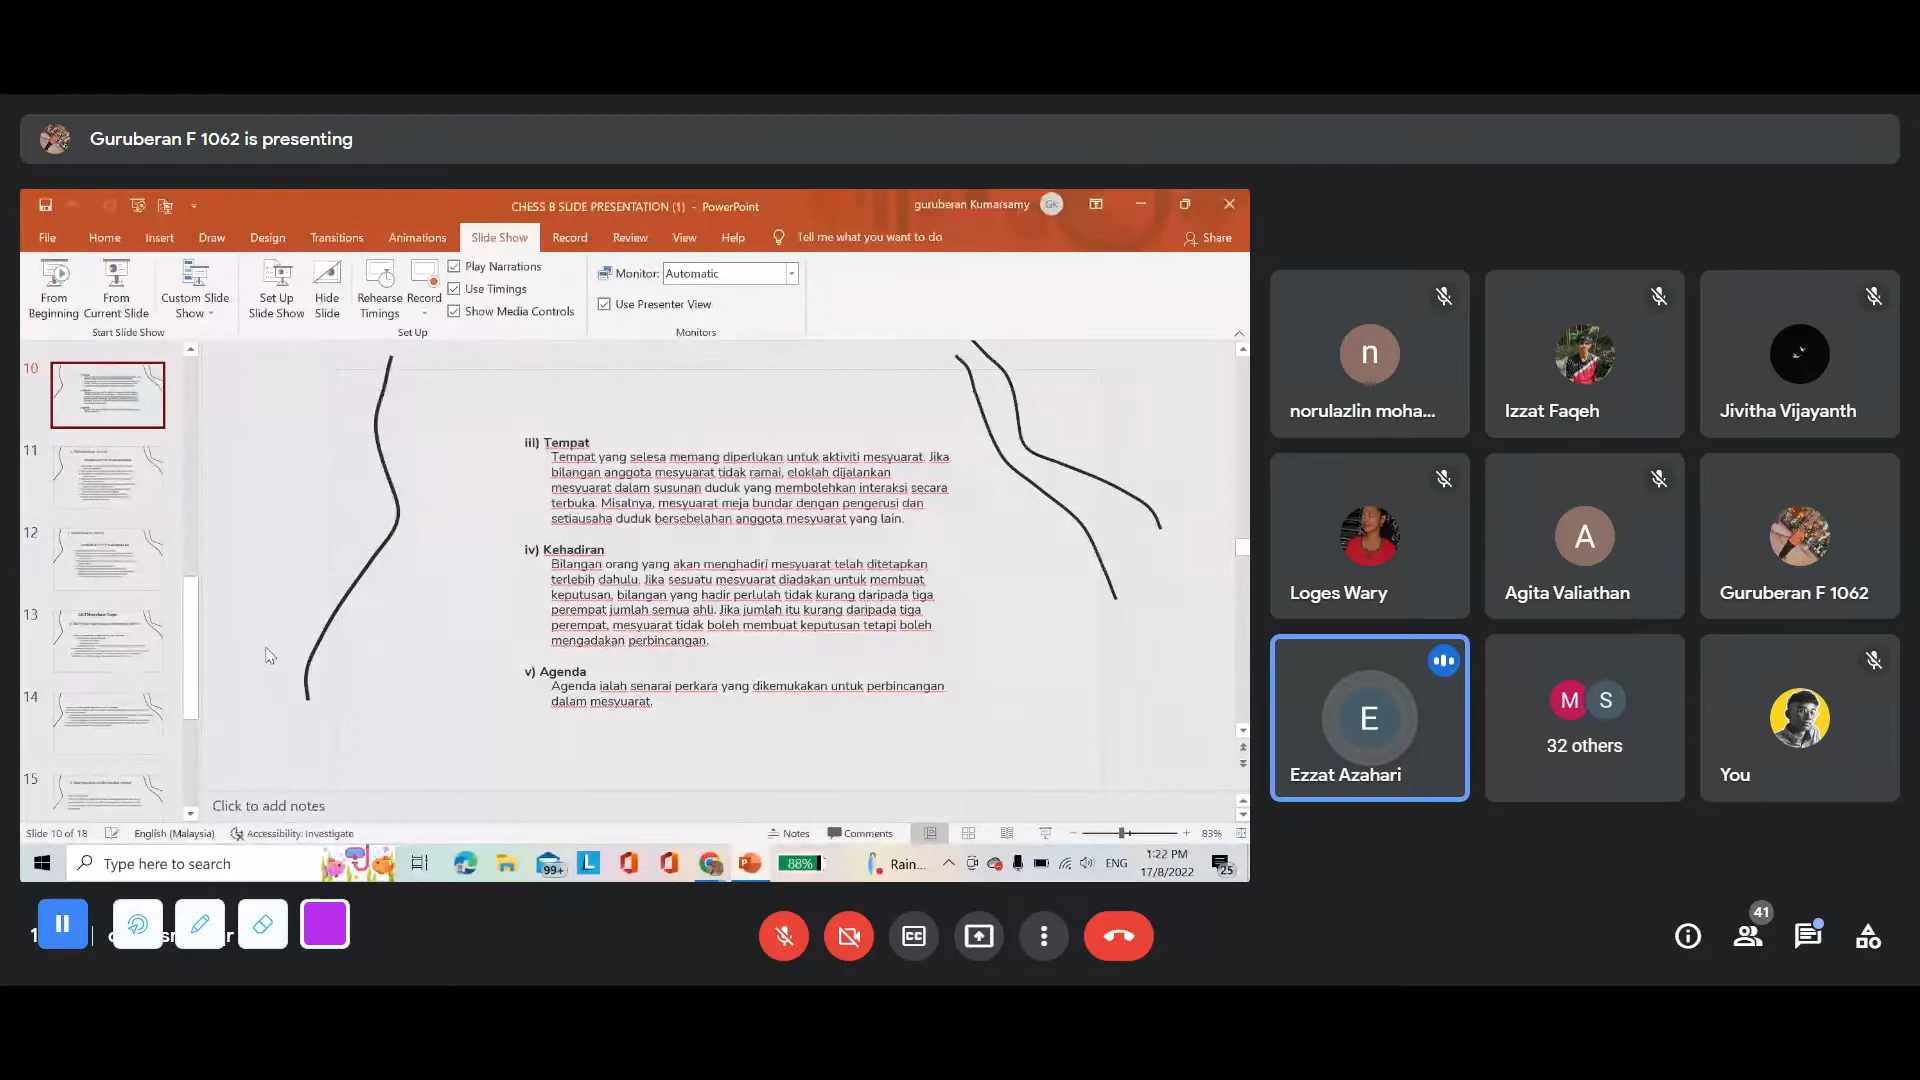 Guruberan F 1062 is presenting
CHESS B SLIDE PRESENTATION (1) - PowerPoint
guruberan Kumarsamy
GK
File Home Insert Draw Design Transitions Animations Slide Show Record Review View Help Tell me what you want to do
Share
From Beginning
From Current Slide
Custom Slide Show
Start Slide Show
Set Up Slide Show
Hide Slide
Rehearse Timings
Record
Play Narrations
Use Timings
Show Media Controls
Set Up
Monitor: Automatic
Use Presenter View
Monitors
10
11
12
13
14
15
iii) Tempat
Tempat yang selesa memang diperlukan untuk aktiviti mesyuarat. Jika
bilangan anggota mesyuarat tidak ramai, eloklah dijalankan
mesyuarat dalam susunan duduk yang membolehkan interaksi secara
terbuka. Misalnya, mesyuarat meja bundar dengan pengerusi dan
setiausaha duduk bersebelahan anggota mesyuarat yang lain.
iv) Kehadiran
Bilangan orang yang akan menghadiri mesyuarat telah ditetapkan
terlebih dahulu. Jika sesuatu mesyuarat diadakan untuk membuat
keputusan, bilangan yang hadir perlulah tidak kurang daripada tiga
perempat jumlah semua ahli. Jika jumlah itu kurang daripada tiga
perempat, mesyuarat tidak boleh membuat keputusan tetapi boleh
mengadakan perbincangan.
v) Agenda
Agenda ialah senarai perkara yang dikemukakan untuk perbincangan
dalam mesyuarat.
Click to add notes
Slide 10 of 18
English (Malaysia)
Accessibility: Investigate
Notes
Comments
83%
Type here to search
99+
L
88%
Rain...
ENG
1:22 PM
17/8/2022
25
n
norulazlin moha...
Izzat Faqeh
Jivitha Vijayanth
Loges Wary
A
Agita Valiathan
Guruberan F 1062
E
Ezzat Azahari
M S
32 others
You
CC
41